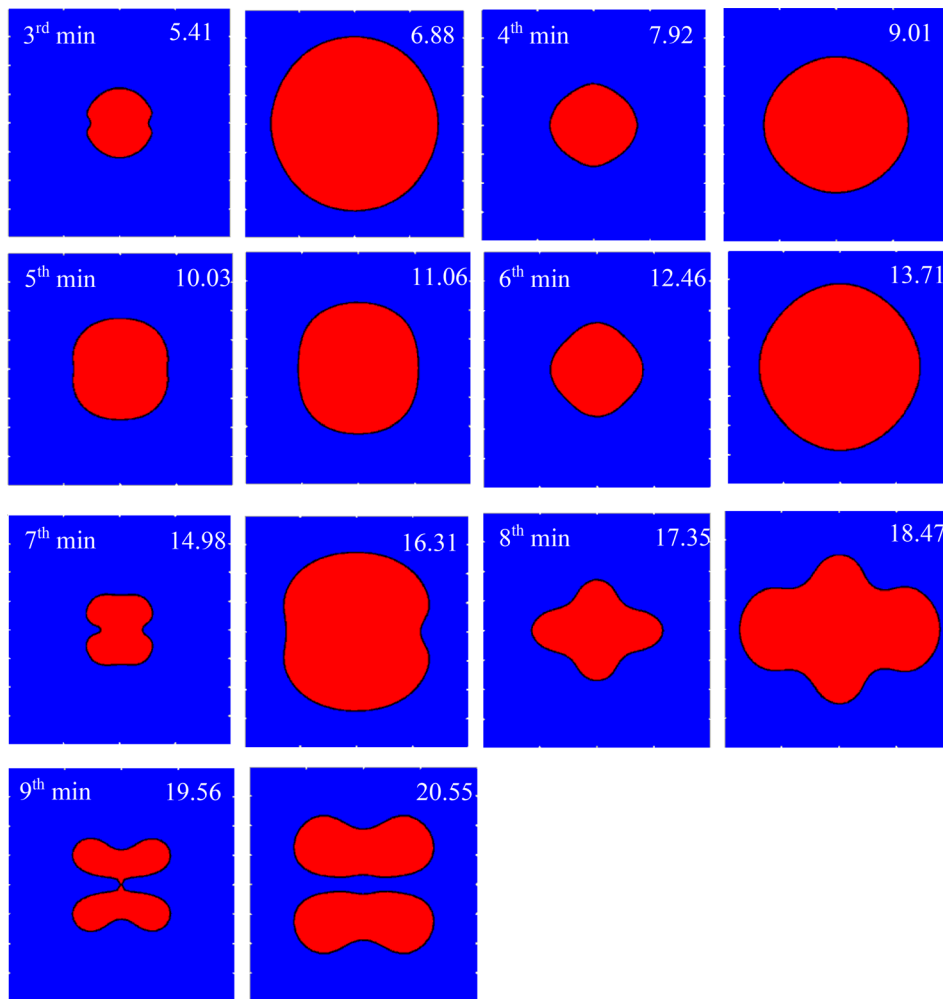 3rd min 5.41
6.88
4th min 7.92
9.01
5th min 10.03
11.06
6th min 12.46
13.71
7th min 14.98
16.31
8th min 17.35
18.47
9th min 19.56
20.55